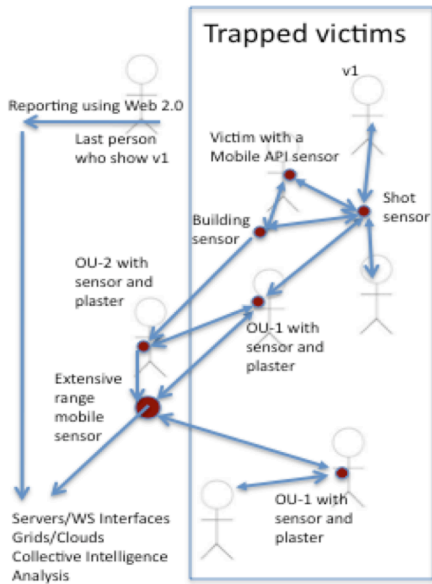 Trapped victims
v1
Reporting using Web 2.0
Last person
who show v1
Victim with a
Mobile API sensor
Shot
sensor
Building
sensor
OU-2 with
sensor and
plaster
OU-1 with
sensor and
plaster
Extensive
range
mobile
sensor
OU-1 with
sensor and
plaster
Servers/WS Interfaces
Grids/Clouds
Collective Intelligence
Analysis